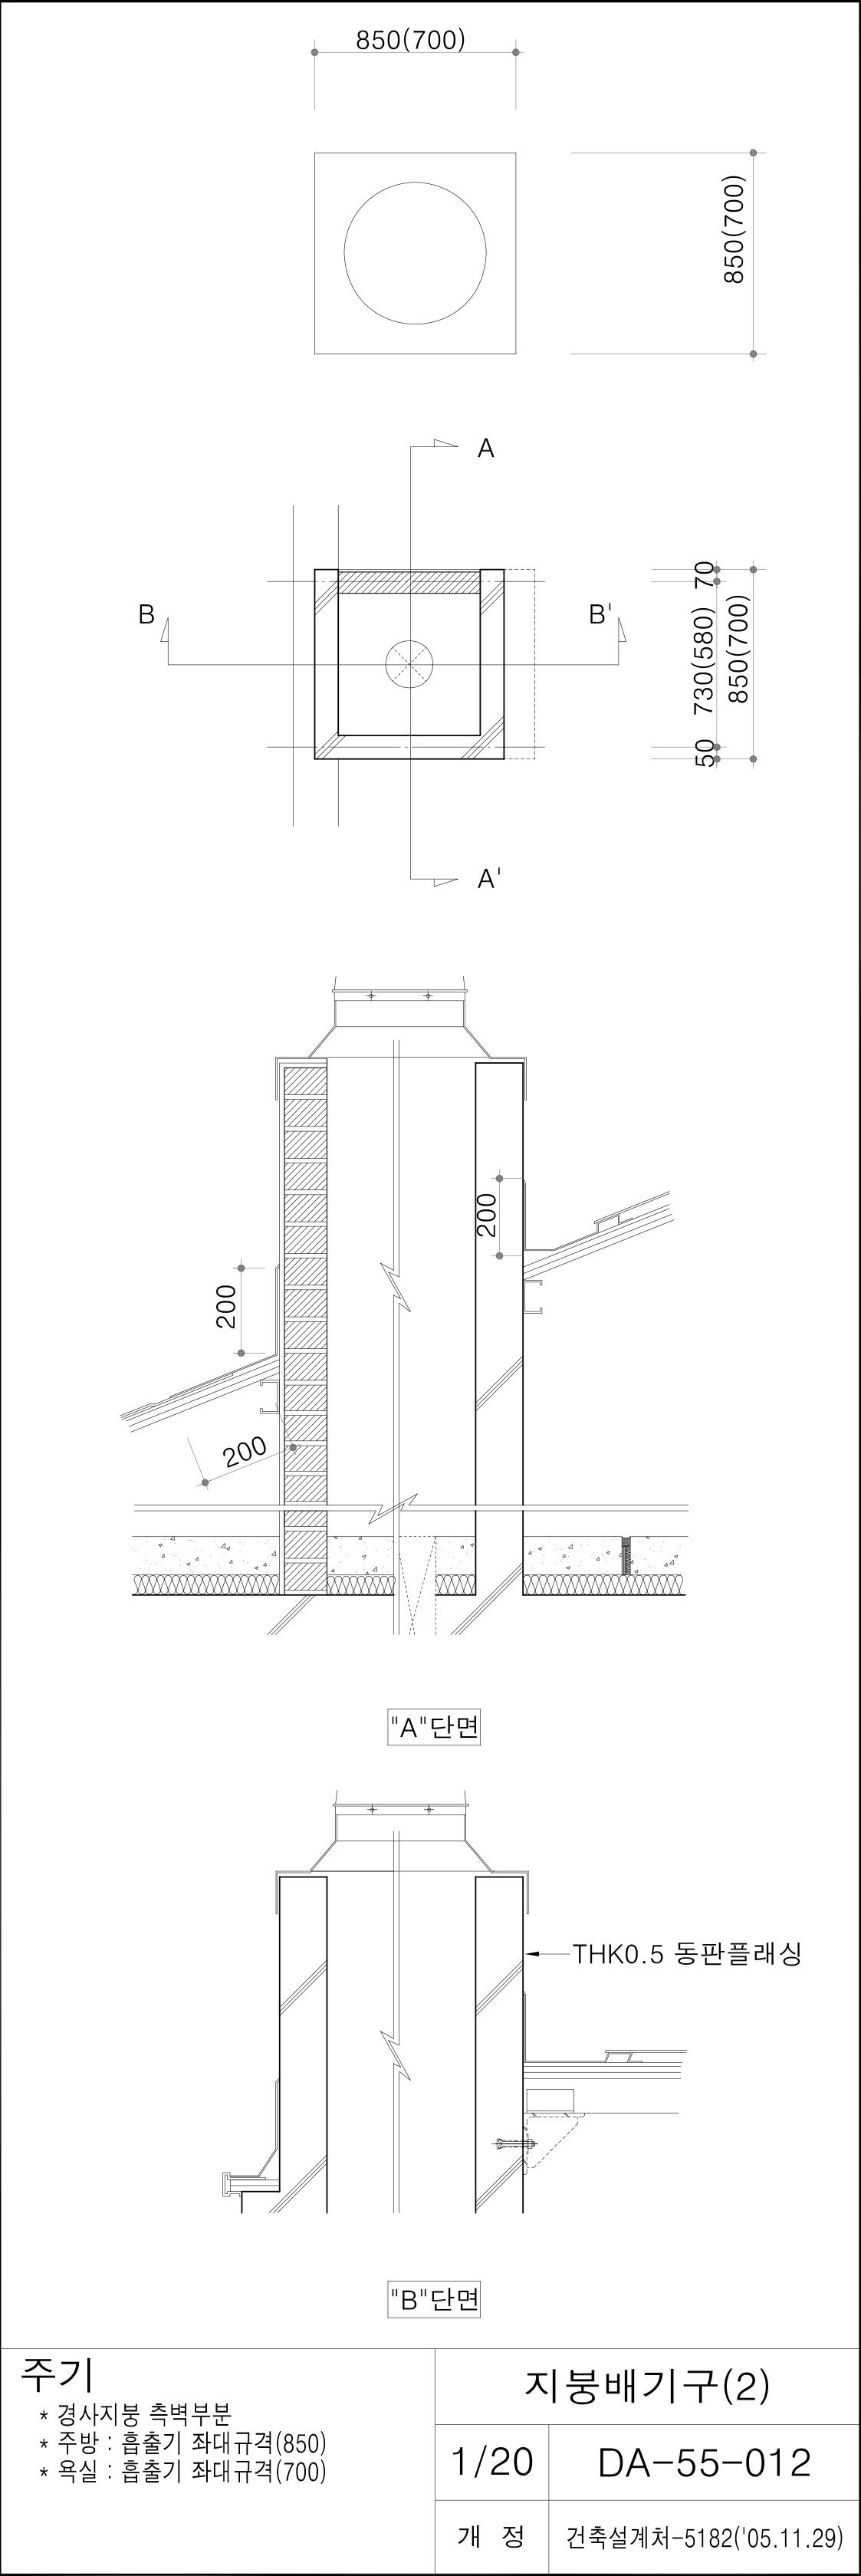 850(700)
850(700)
A
B
B'
70
730(580)
50
850(700)
A'
200
200
200
"A"단면
THK0.5 동판플래싱
"B"단면
주기
* 경사지붕 측벽부분
* 주방 : 흡출기 좌대규격(850)
* 욕실 : 흡출기 좌대규격(700)
지붕배기구(2)
1/20
DA-55-012
개 정
건축설계처-5182('05.11.29)